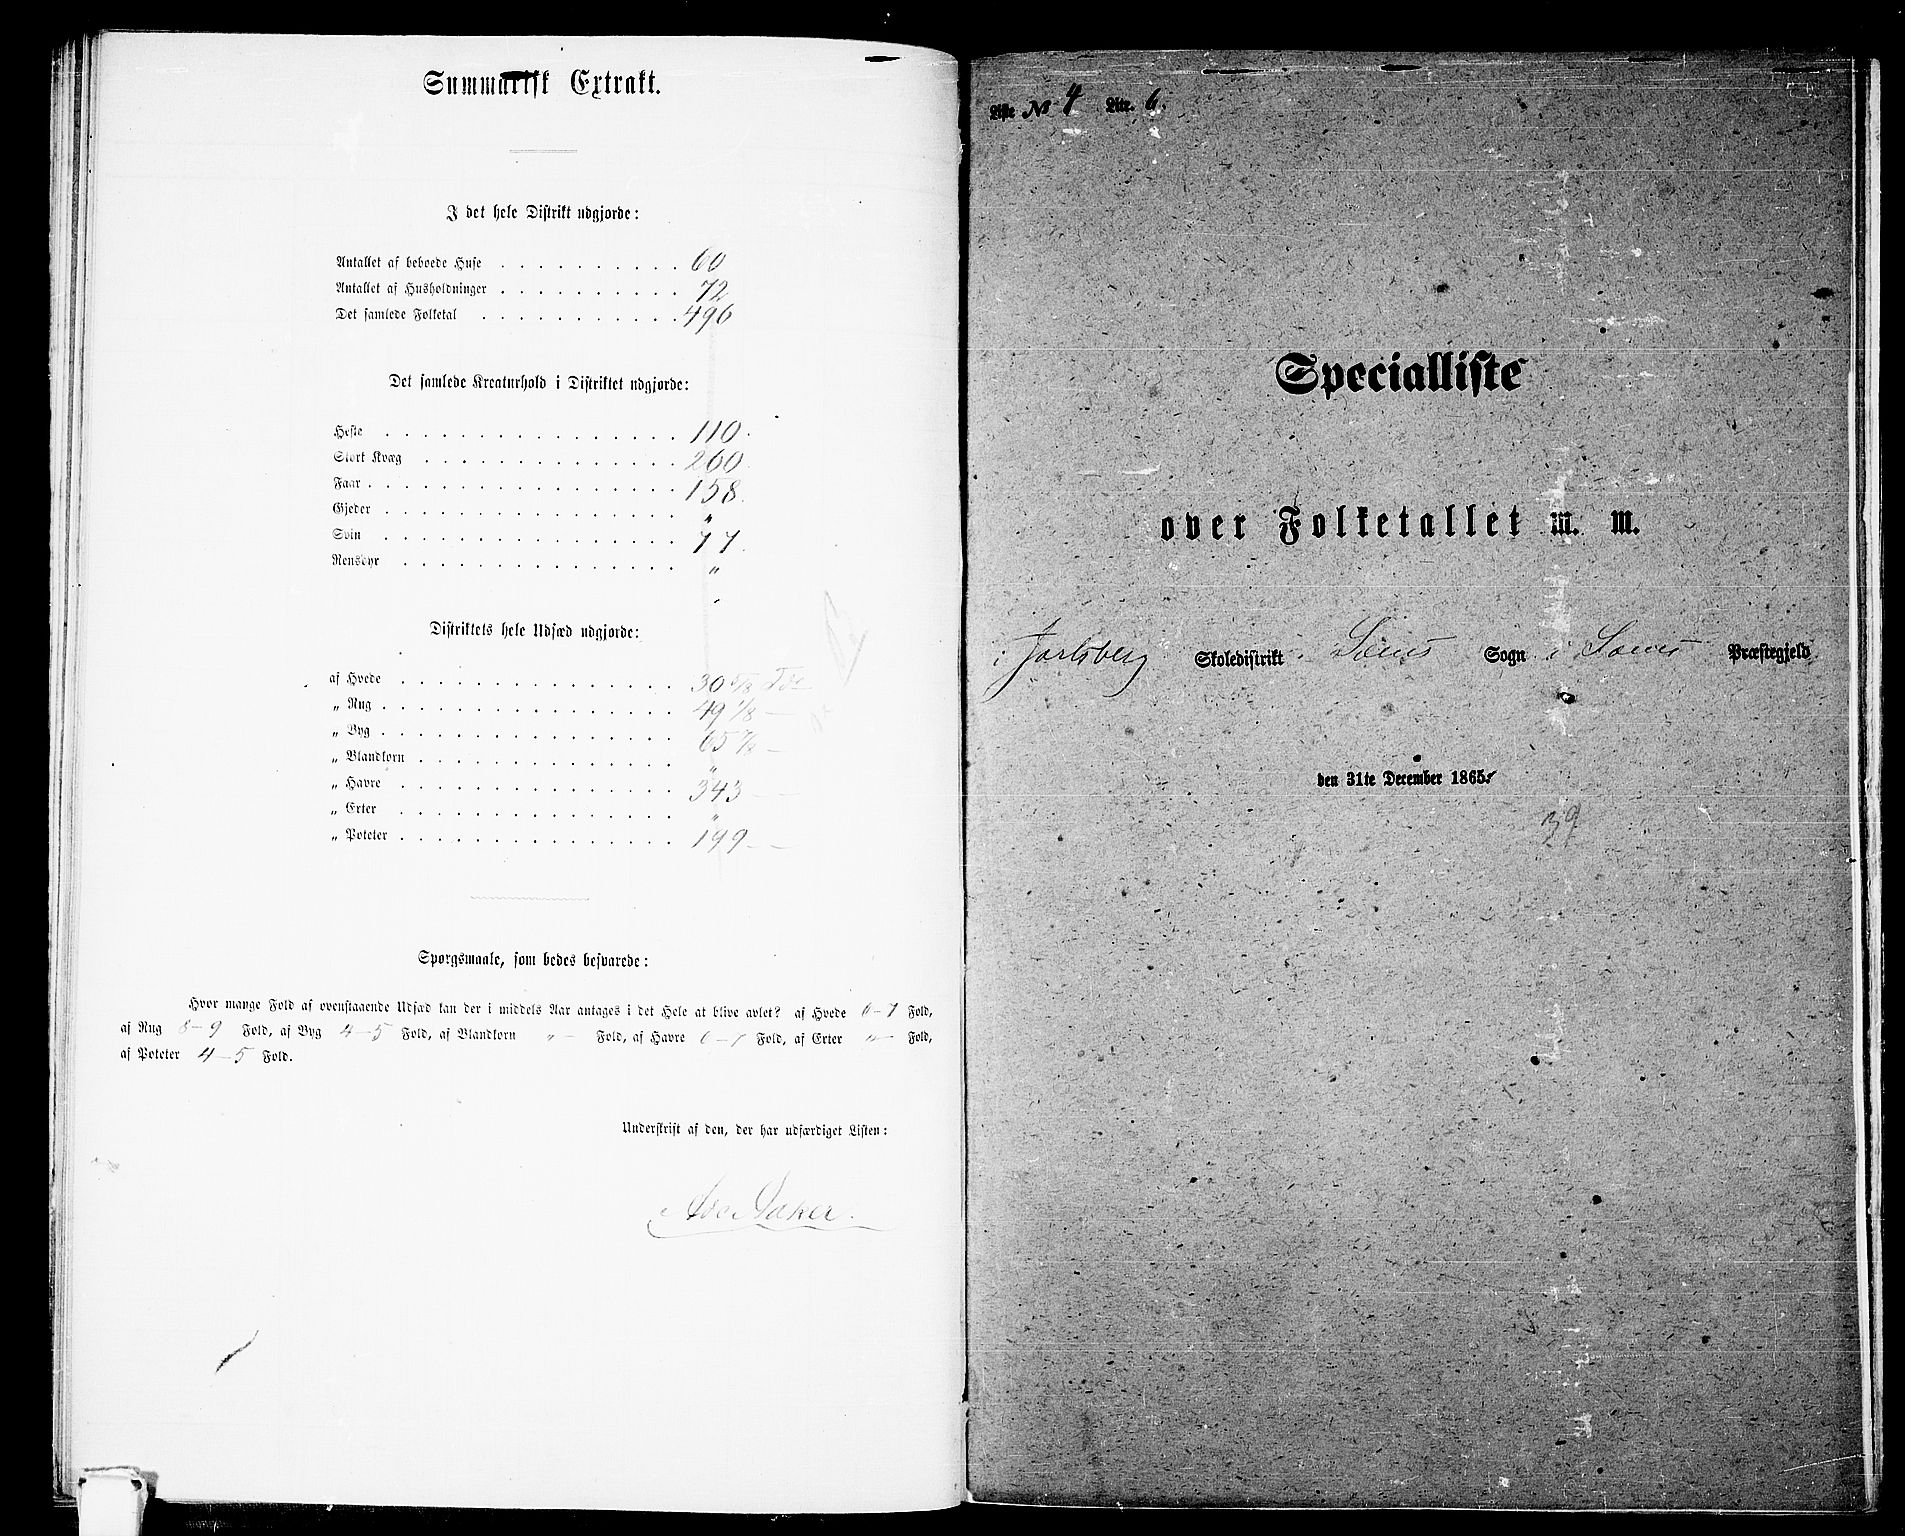 Summarisk Extrakt.
I det hele Distrikt udgjorde:
Antallet af beboede Huse . . . . . . . . . . 60
Antallet af Husholdninger . . . . . . . . . . 72
Det samlede Folketal . . . . . . . . . . . 496
Det samlede Kreaturhold i Distriktet udgjorde:
Heste . . . . . . . . . . . . . . . . 110.
Stort Kvæg . . . . . . . . . . . . . . 260.
Faar . . . . . . . . . . . . . . . . . 158.
Gjeder . . . . . . . . . . . . . . . . „
Sviin . . . . . . . . . . . . . . . . 77.
Rensdyr . . . . . . . . . . . . . . . „
Distriktets hele Udsæd udgjorde:
af Hvede . . . . . . . . . . . . . . . 30
„ Rug . . . . . . . . . . . . . . . . 49 1/8 —
„ Byg . . . . . . . . . . . . . . . . 65 7/8 —
„ Blandkorn . . . . . . . . . . . . . . „
„ Havre . . . . . . . . . . . . . . . 343 —
„ Erter . . . . . . . . . . . . . . . „
„ Poteter . . . . . . . . . . . . . . . 199 —
Spørgsmaale, som bedes besvarede:
Hvor mange Fold af ovenstaaende Udsæd kan der i middels Aar antages i det Hele at blive avlet? af Hvede 6-7 Fold,
af Rug 8-9 Fold, af Byg 4-5 Fold, af Blandkorn „ — Fold, af Havre 6-7 Fold, af Erter „ — Fold,
af Poteter 4-5 Fold.
Underskrift af den, der har udfærdiget Listen:
Aaker.
Liste No 4 Litr. 6.
Specialliste
over Folketallet m. m.
i Jarlsberg Skoledistrikt i Sems Sogn i Sems Præstegjeld
den 31te December 1865.
39